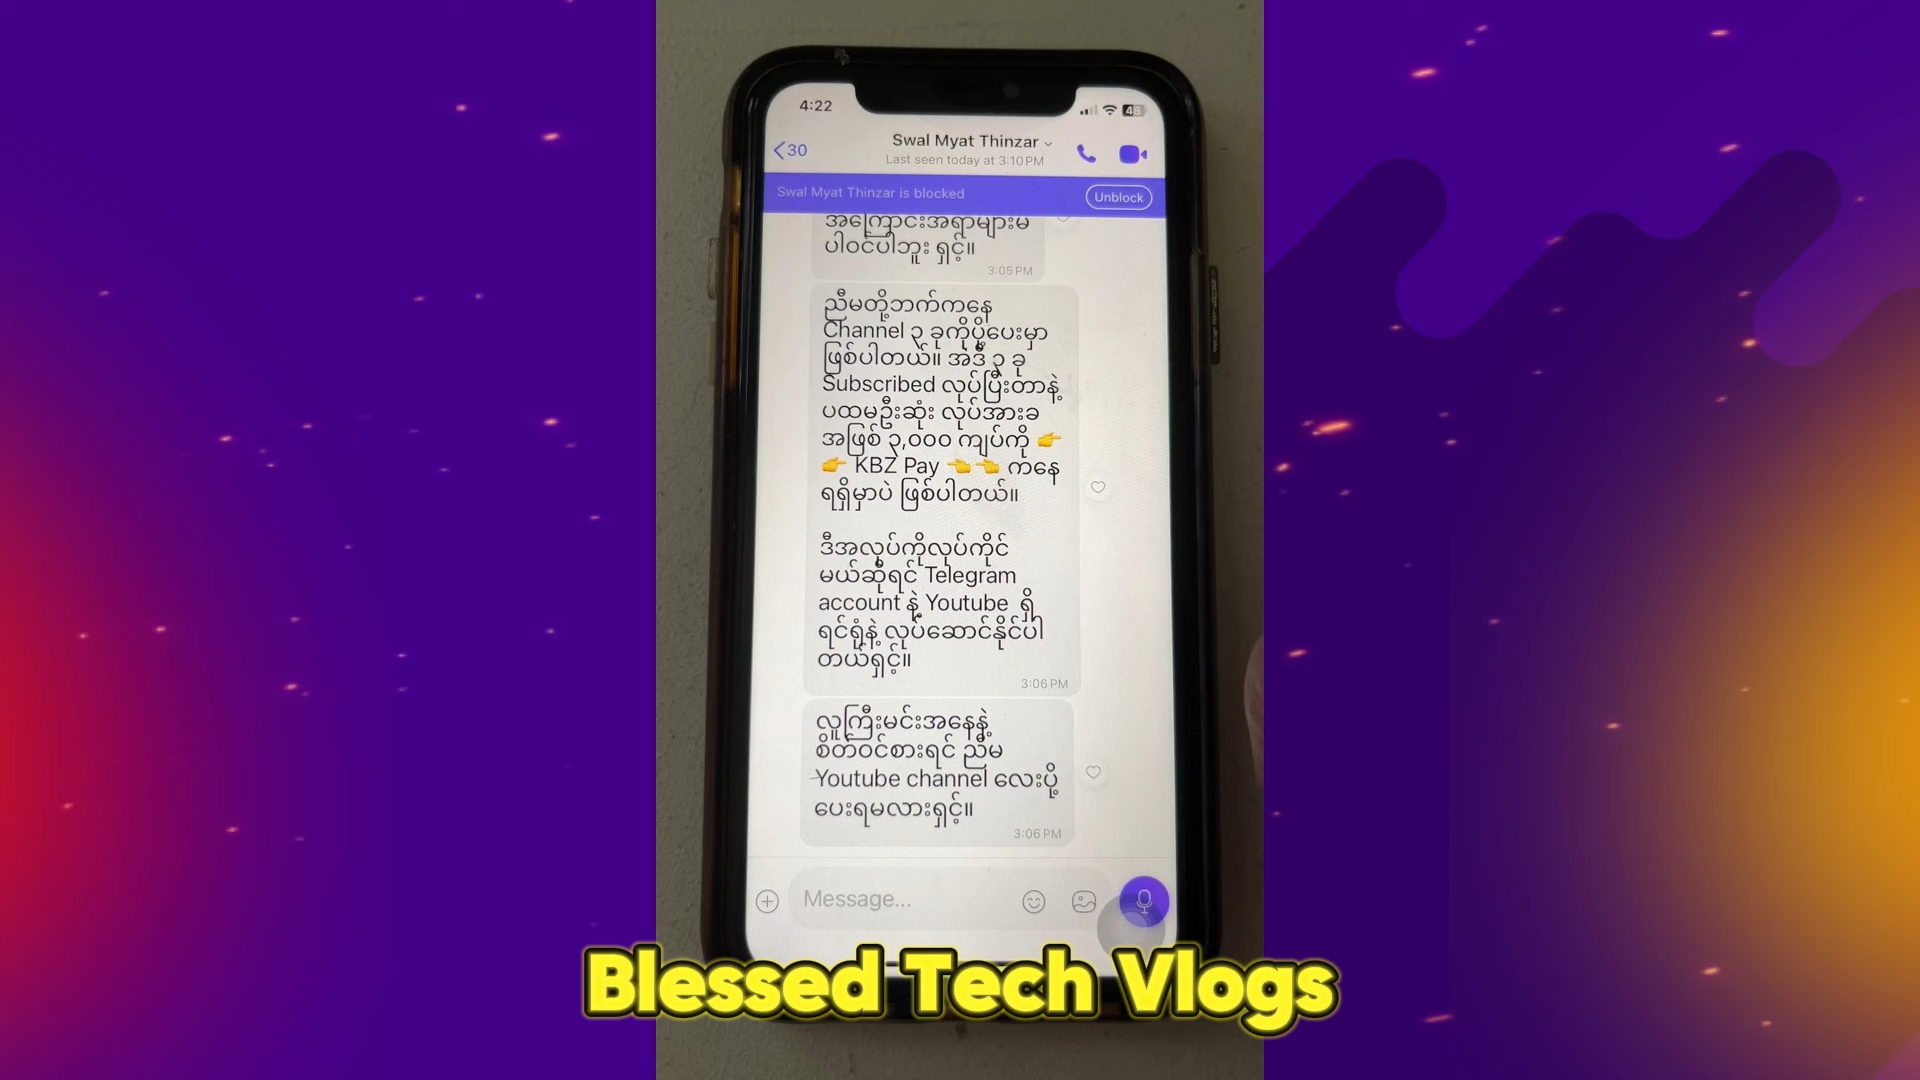 4:22
48
30
Swal Myat Thinzar
Last seen today at 3:10 PM
Swal Myat Thinzar is blocked
Unblock
အကြောင်းအရာများမ
ပါဝင်ပါဘူး ရှင့်။
3:05 PM
ညီမတို့ဘက်ကနေ
Channel ၃ ခုကိုပို့ပေးမှာ
ဖြစ်ပါတယ်။ အဲဒီ ၃ ခု
Subscribed လုပ်ပြီးတာနဲ့
ပထမဦးဆုံး လုပ်အားခ
အဖြစ် ၃,၀၀၀ ကျပ်ကို 👉
👉 KBZ Pay 👈 👈 ကနေ
ရရှိမှာပဲ ဖြစ်ပါတယ်။
ဒီအလုပ်ကိုလုပ်ကိုင်
မယ်ဆိုရင် Telegram
account နဲ့ Youtube ရှိ
ရင်ရုံနဲ့ လုပ်ဆောင်နိုင်ပါ
တယ်ရှင့်။
3:06 PM
လူကြီးမင်းအနေနဲ့
စိတ်ဝင်စားရင် ညီမ
Youtube channel လေးပို့
ပေးရမလားရှင့်။
3:06 PM
Message...
Blessed Tech Vlogs